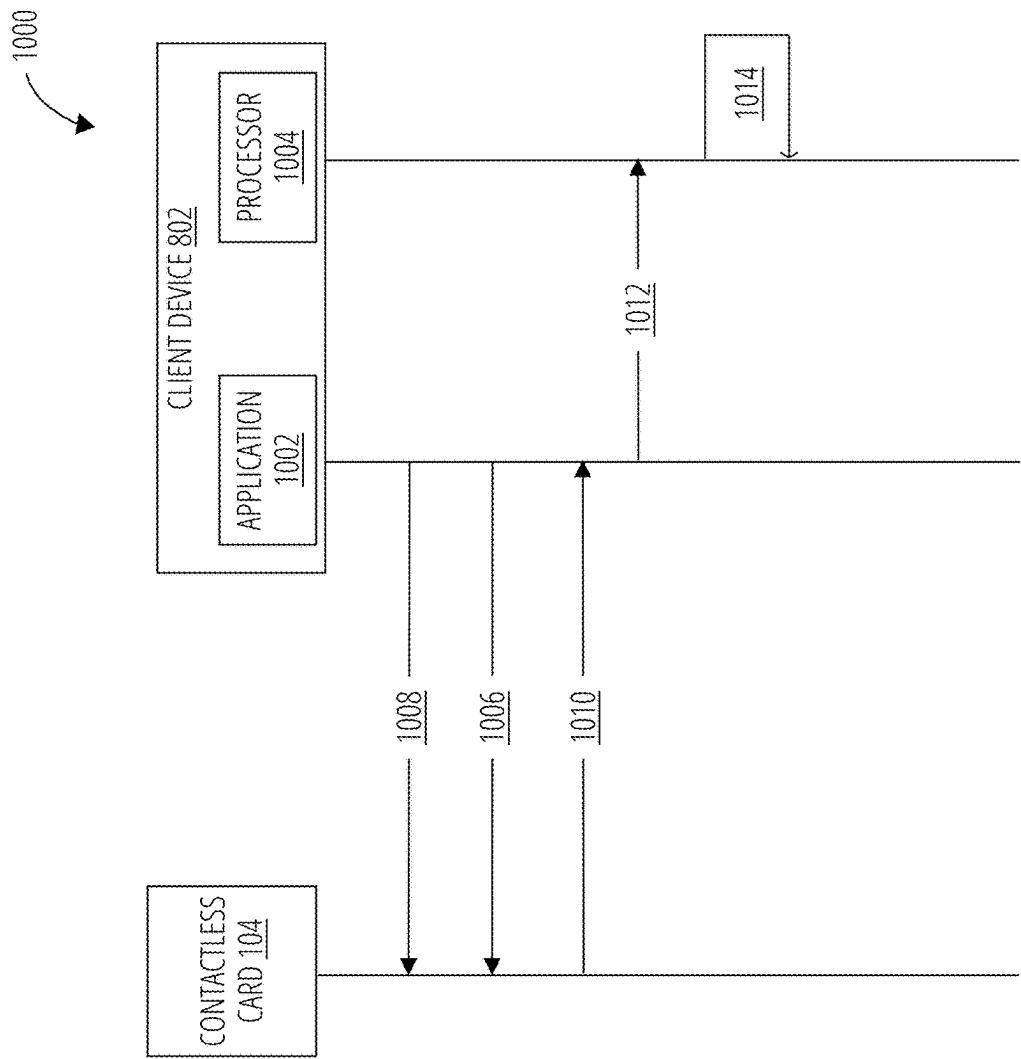 1000
CONTACTLESS
CARD 104
CLIENT DEVICE 802
APPLICATION
1002
PROCESSOR
1004
1008
1006
1010
1012
1014